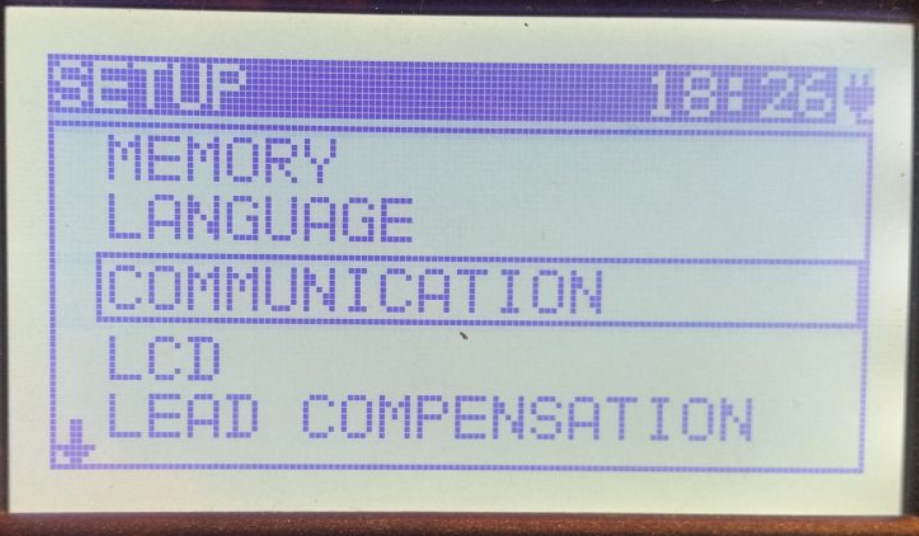 SETUP 18:26
MEMORY
LANGUAGE
COMMUNICATION
LCD
LEAD COMPENSATION